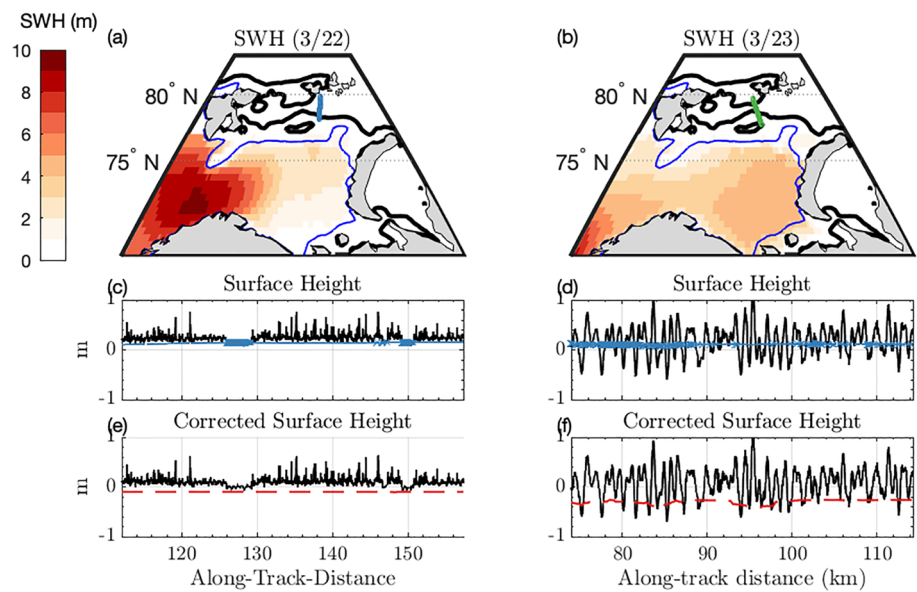 SWH (m)
10
8
6
4
2
0
(a)
SWH (3/22)
80° N
75° N
(b)
SWH (3/23)
80° N
75° N
(c)
Surface Height
1
0
-1
m
(d)
Surface Height
1
0
-1
(e)
Corrected Surface Height
1
0
-1
m
120 130 140 150
Along-Track-Distance
(f)
Corrected Surface Height
1
0
-1
80 90 100 110
Along-track distance (km)